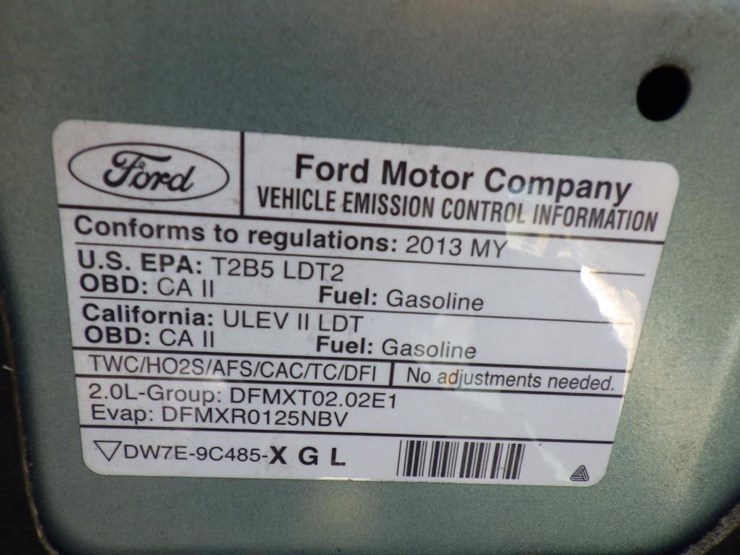 Ford
Ford Motor Company
VEHICLE EMISSION CONTROL INFORMATION
Conforms to regulations: 2013 MY
U.S. EPA: T2B5 LDT2
OBD: CA II Fuel: Gasoline
California: ULEV II LDT
OBD: CA II Fuel: Gasoline
TWC/HO2S/AFS/CAC/TC/DFI No adjustments needed.
2.0L-Group: DFMXT02.02E1
Evap: DFMXR0125NBV
DW7E-9C485-X G L